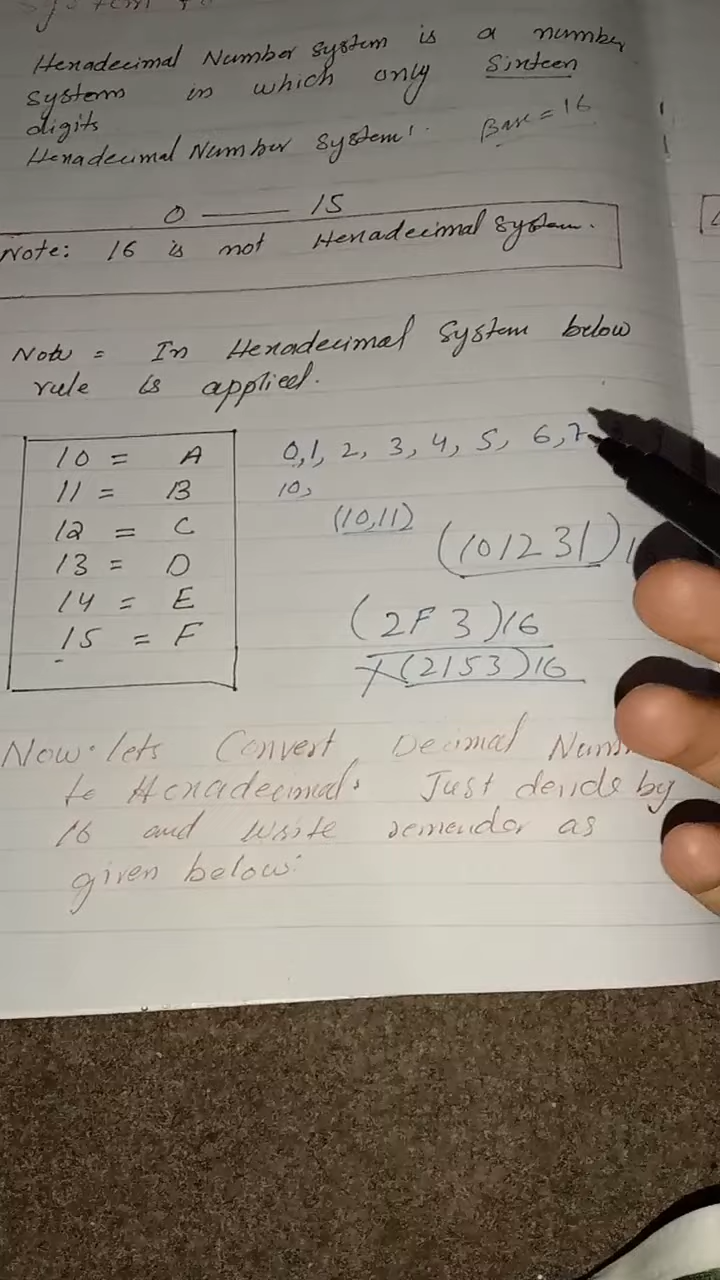 Hexadecimal Number System is a number
system in which only Sixteen
digits
Hexadecimal Number System! Base = 16
0 — 15
Note: 16 is not Hexadecimal System.
Note = In Hexadecimal System below
rule is applied.
10 = A
11 = B
12 = C
13 = D
14 = E
15 = F
0,1, 2, 3, 4, 5, 6,7,
10,
(10,11)
(101231)1
(2F3)16
×(2153)16
Now lets Convert Decimal Num
to Hexadecimal. Just devide by
16 and write remender as
given below: